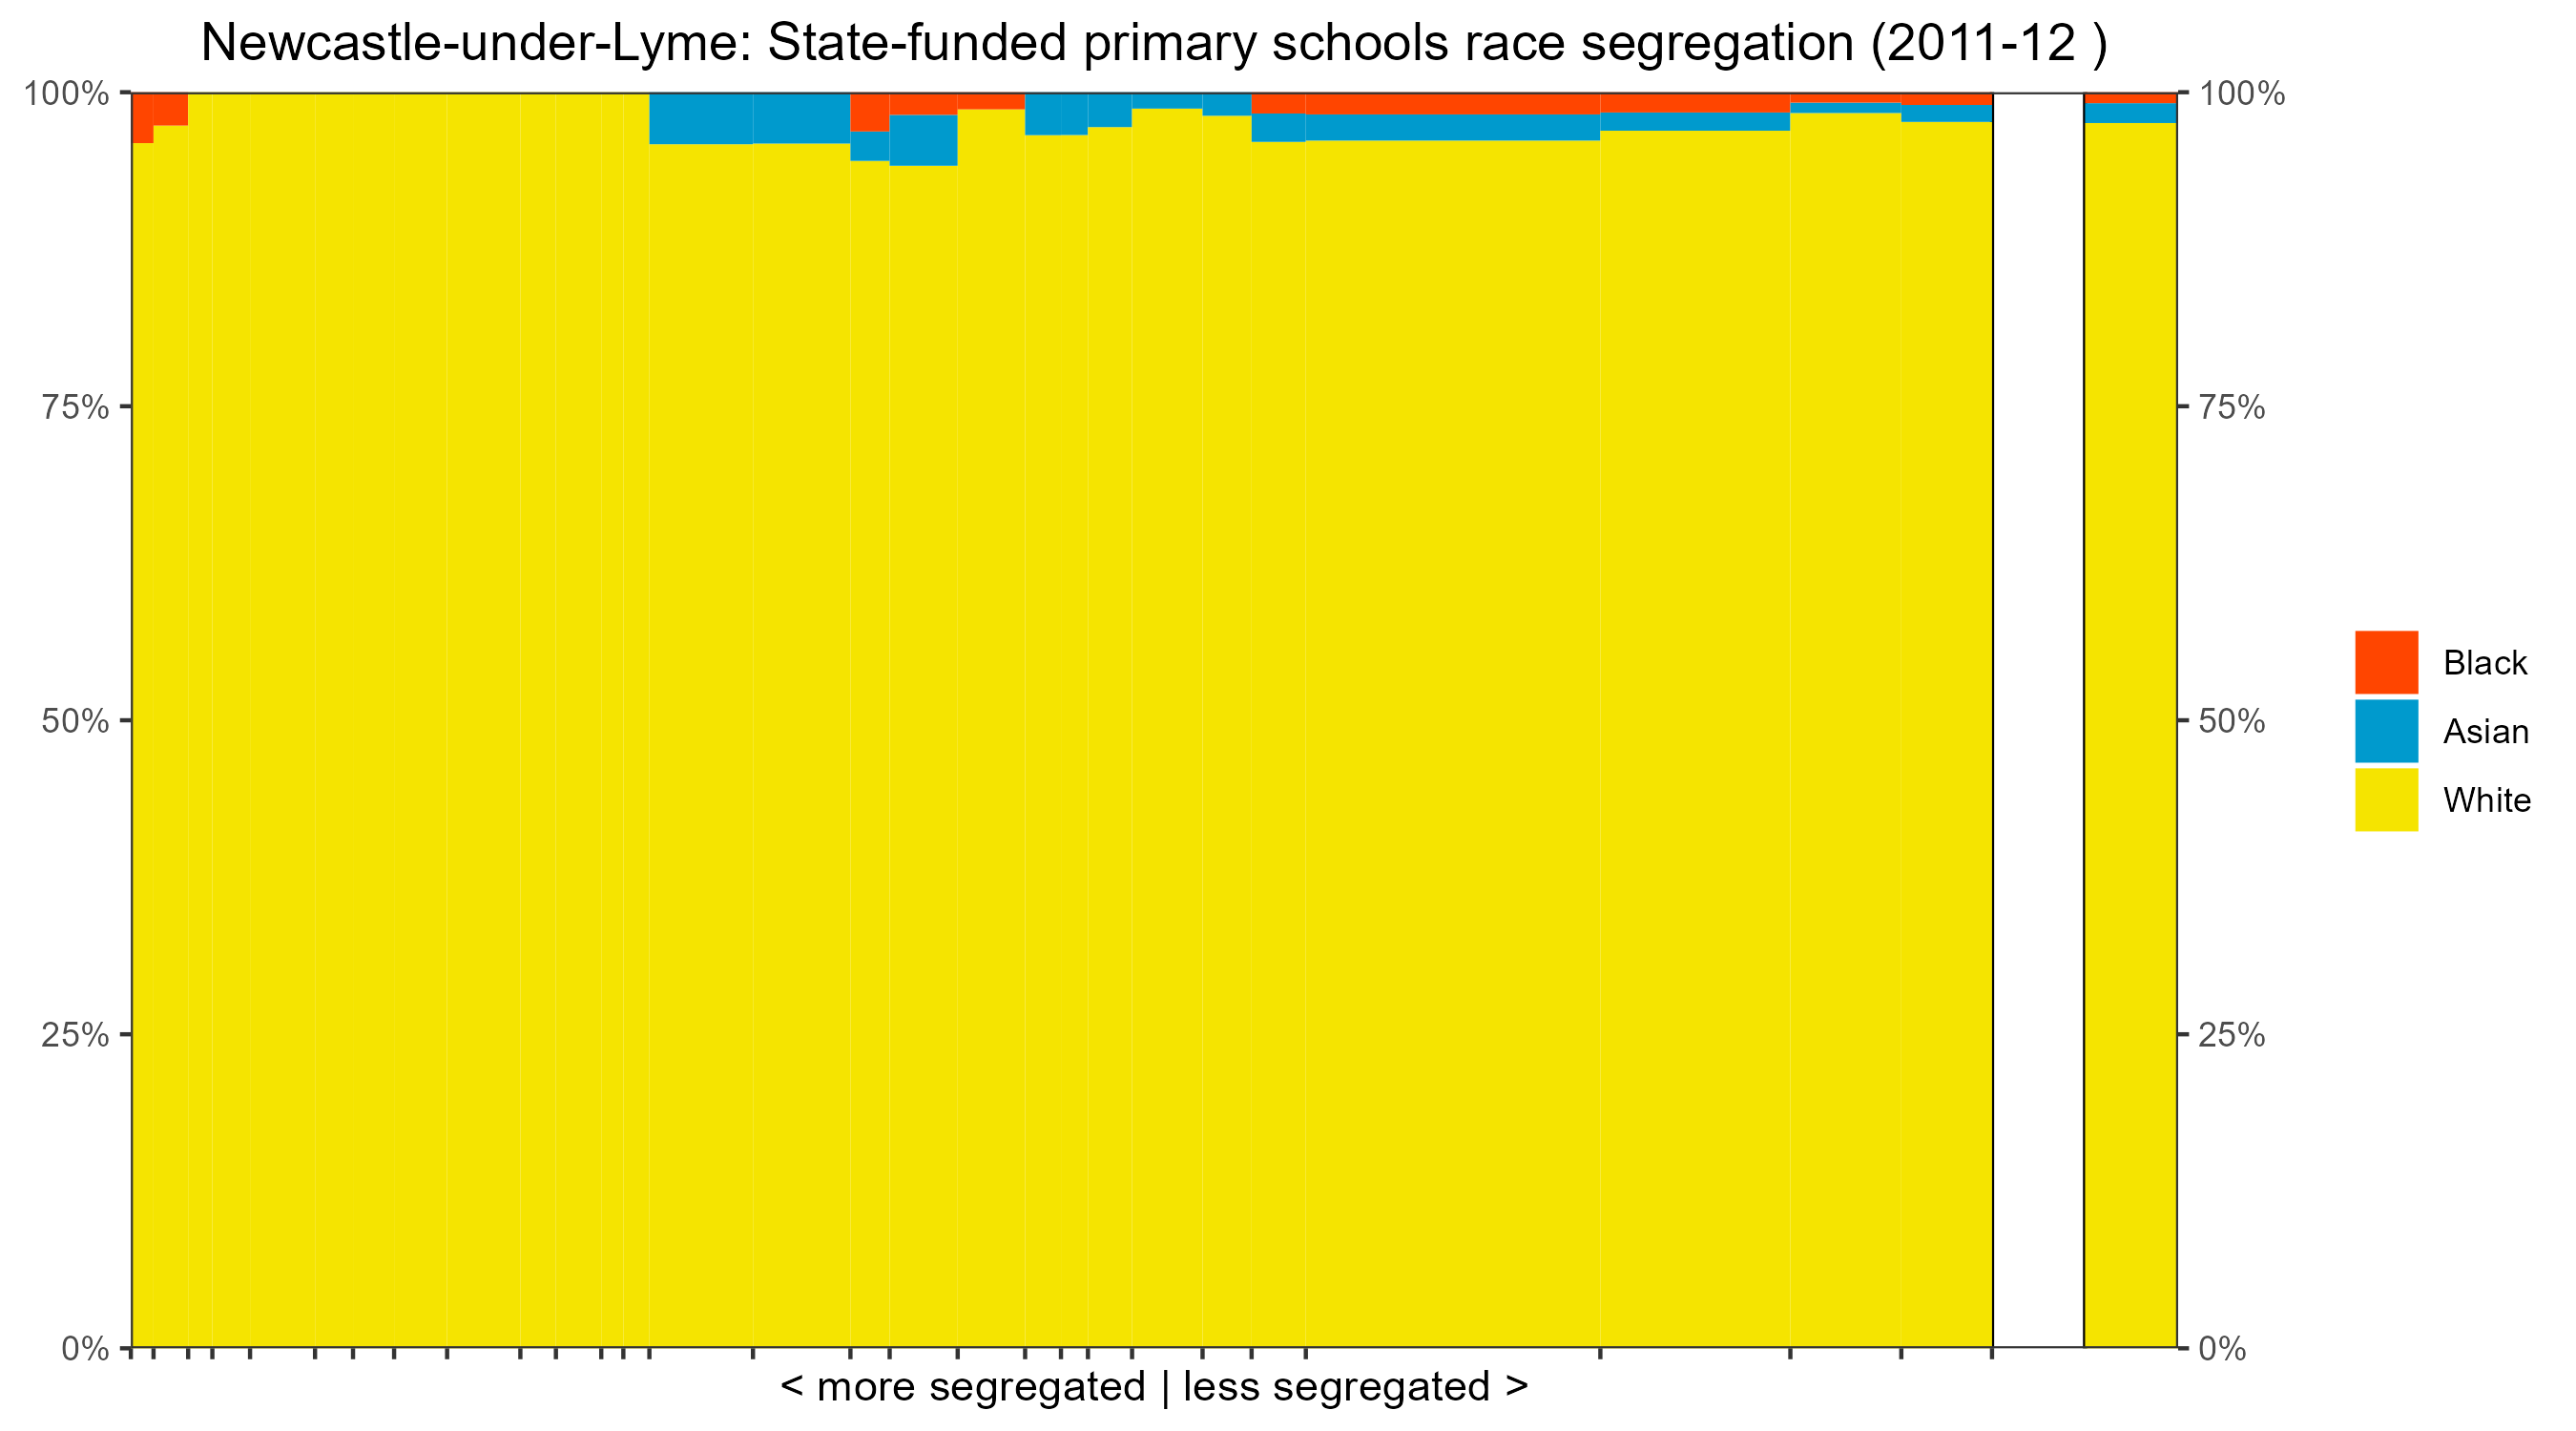 Newcastle-under-Lyme: State-funded primary schools race segregation (2011-12 )
100% 100%
75% 75%
50% 50%
25% 25%
0% 0%
Black
Asian
White
< more segregated | less segregated >